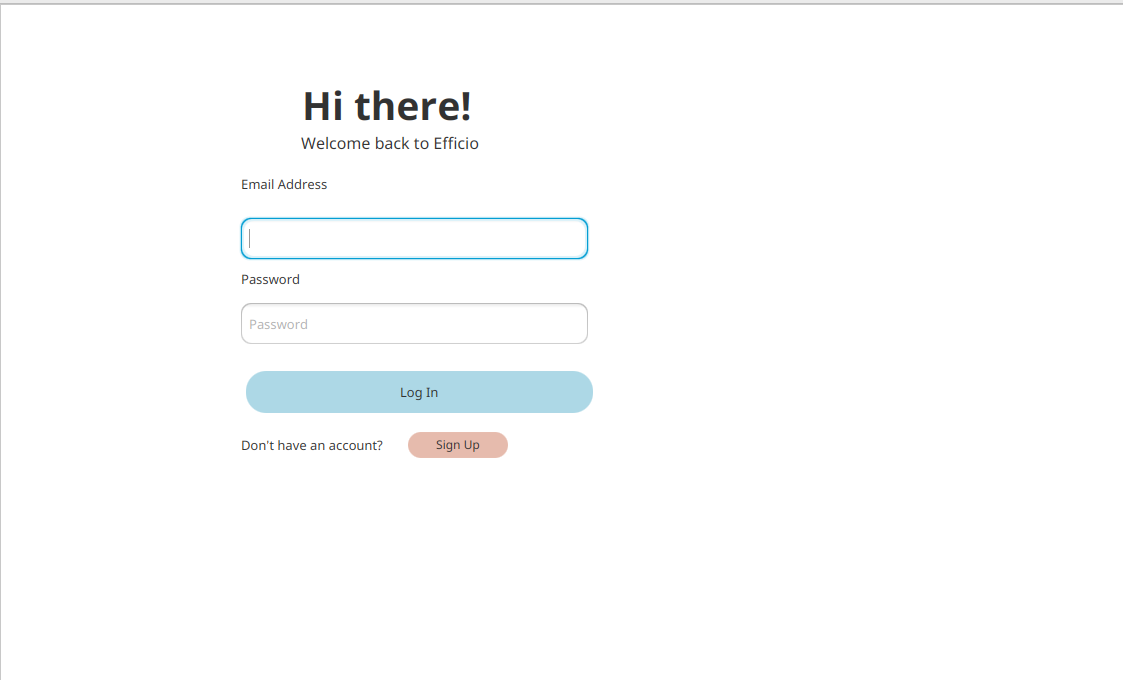 Hi there!
Welcome back to Efficio
Email Address
Password
Password
Log In
Don't have an account? Sign Up